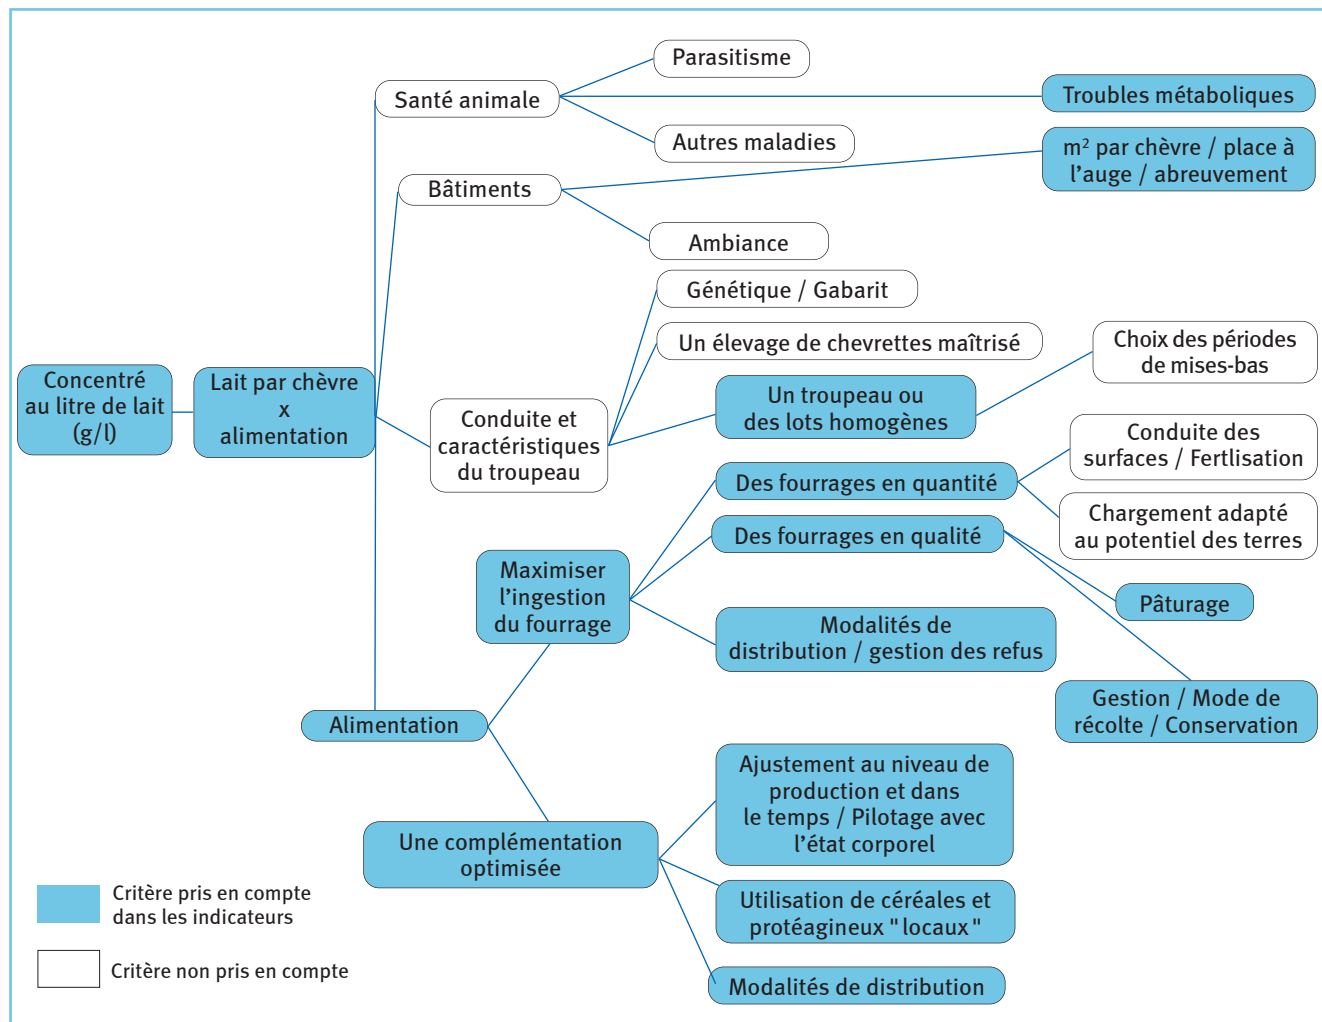 Parasitisme
Santé animale
Troubles métaboliques
Autres maladies
m² par chèvre / place à
l'auge / abreuvement
Bâtiments
Ambiance
Génétique / Gabarit
Un élevage de chevrettes maîtrisé
Choix des périodes
de mises-bas
Concentré
au litre de lait
(g/l)
Lait par chèvre
x
alimentation
Un troupeau ou
des lots homogènes
Conduite et
caractéristiques
du troupeau
Conduite des
surfaces / Fertlisation
Des fourrages en quantité
Chargement adapté
au potentiel des terres
Des fourrages en qualité
Maximiser
l'ingestion
du fourrage
Pâturage
Modalités de
distribution / gestion des refus
Gestion / Mode de
récolte / Conservation
Alimentation
Ajustement au niveau de
production et dans
le temps / Pilotage avec
l'état corporel
Une complémentation
optimisée
Utilisation de céréales et
protéagineux "locaux"
Modalités de distribution
Critère pris en compte
dans les indicateurs
Critère non pris en compte